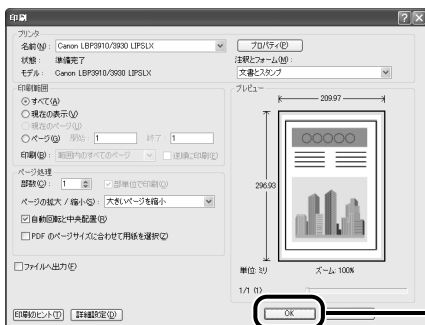 印刷
プリンタ
名前(N): Canon LBP3910/3930 LIPSLX プロパティ(P)
状態: 準備完了 注釈とフォーム(M):
モデル: Canon LBP3910/3930 LIPSLX 文書とスタンプ
印刷範囲 プレビュー
すべて(A) 209.97
現在の表示(V)
現在のページ(U)
ページ(G) 開始: 1 終了: 1
印刷(B): 範囲内のすべてのページ 逆順に印刷(E)
ページ処理
部数(C): 1 部単位で印刷(O)
296.93
ページの拡大 / 縮小(S): 大きいページを縮小
自動回転と中央配置(R)
PDF のページサイズに合わせて用紙を選択(Z)
ファイルへ出力(F) 単位: ミリ ズーム: 100%
1/1 (1)
印刷のヒント(T) 詳細設定(D) OK